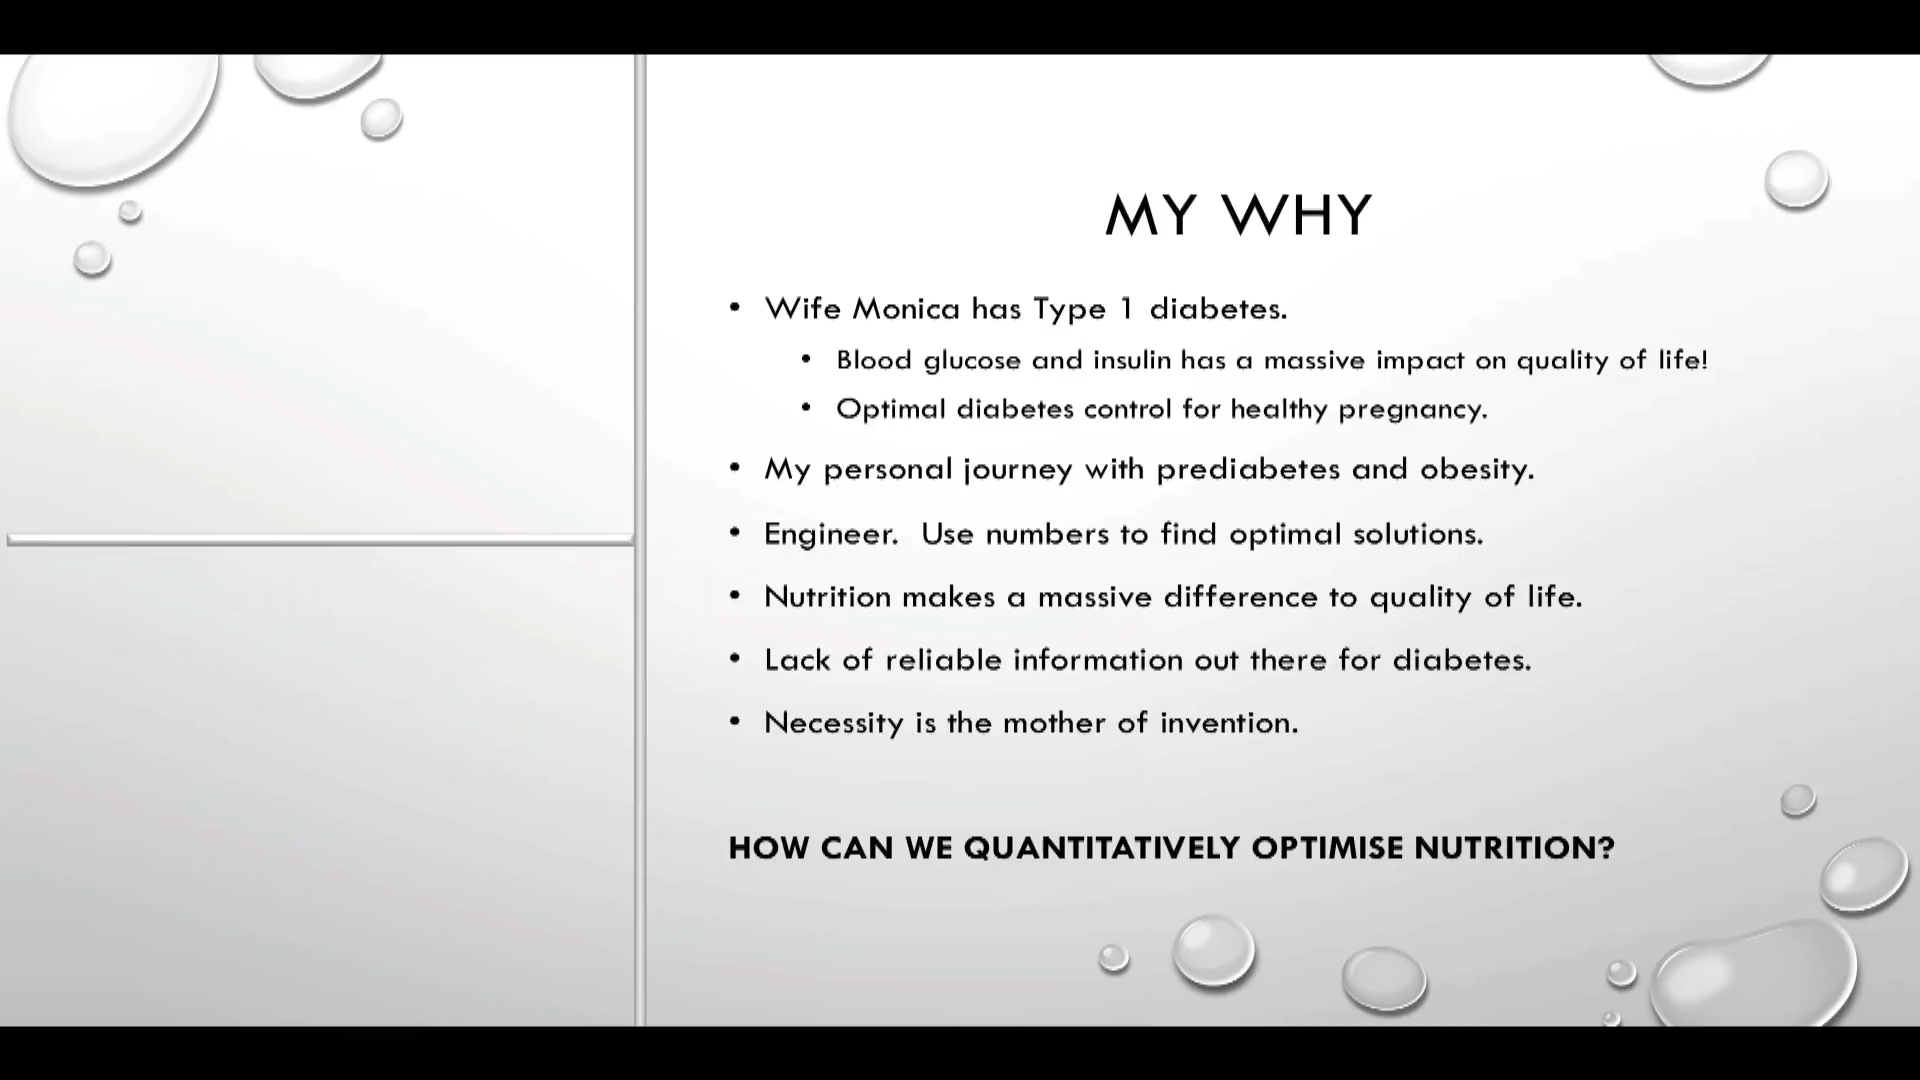 MY WHY
• Wife Monica has Type 1 diabetes.
• Blood glucose and insulin has a massive impact on quality of life!
• Optimal diabetes control for healthy pregnancy.
• My personal journey with prediabetes and obesity.
• Engineer.  Use numbers to find optimal solutions.
• Nutrition makes a massive difference to quality of life.
• Lack of reliable information out there for diabetes.
• Necessity is the mother of invention.
HOW CAN WE QUANTITATIVELY OPTIMISE NUTRITION?